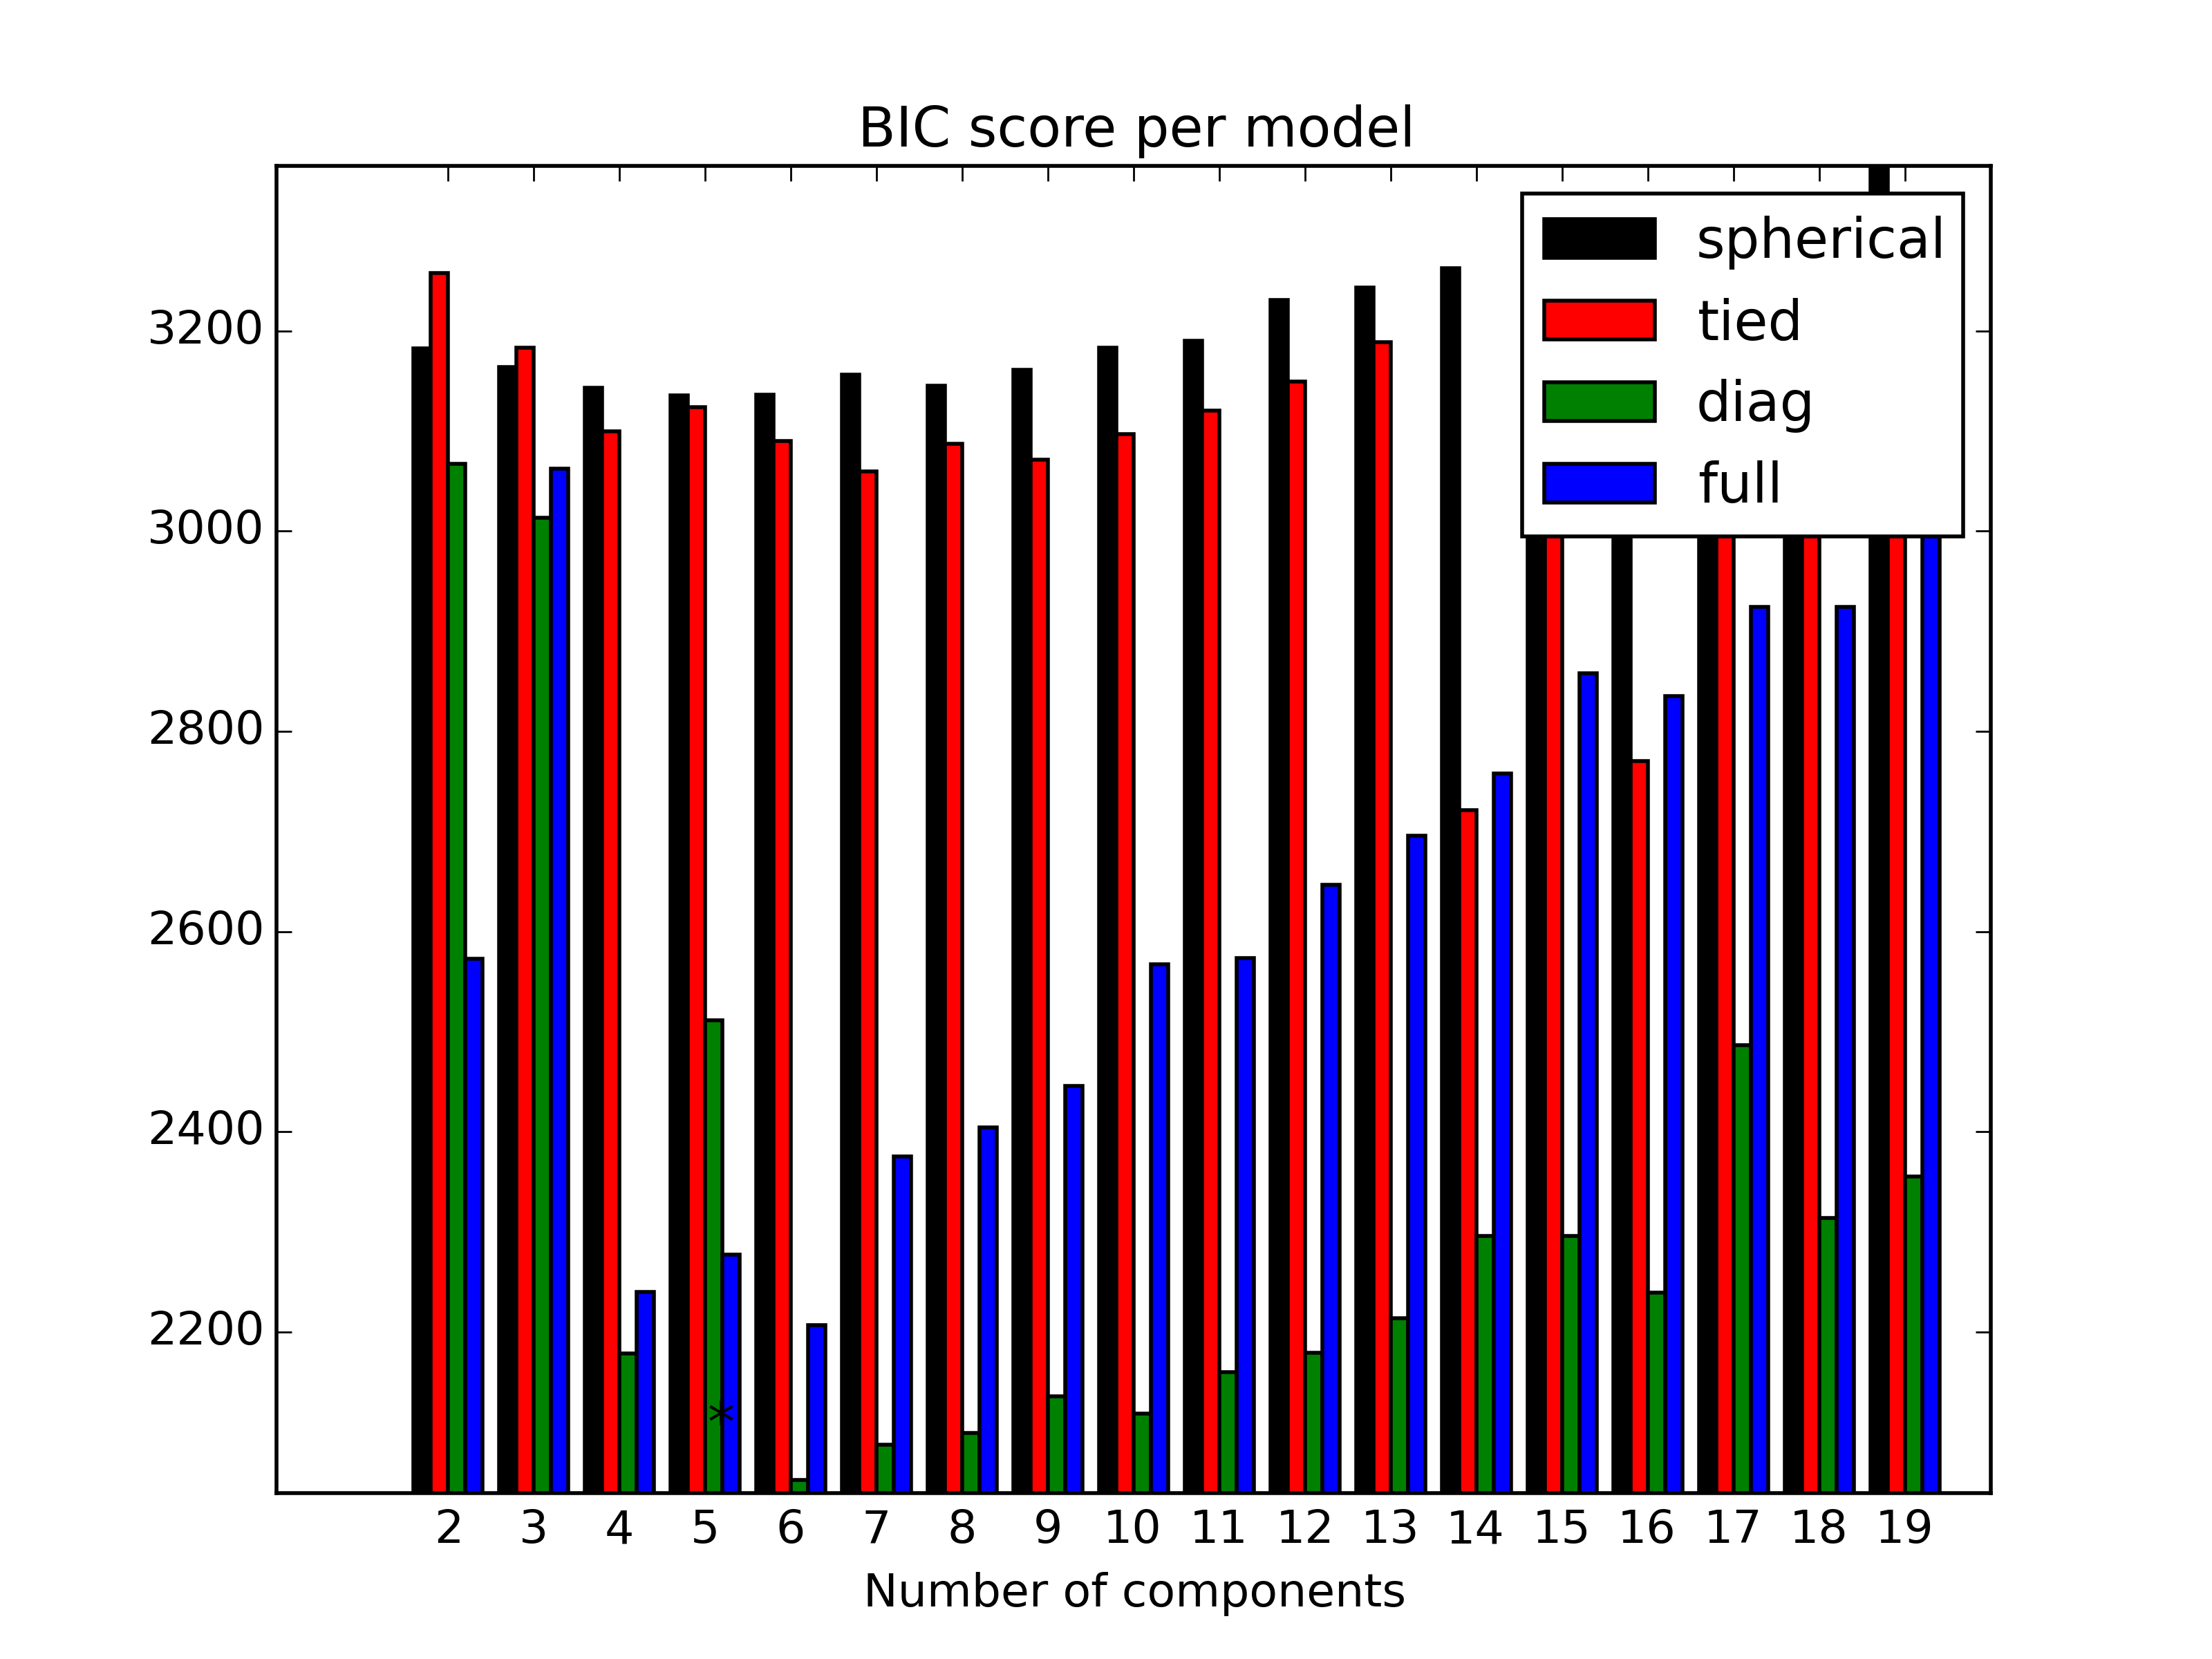 BIC score per model
spherical
tied
diag
full
3200
3000
2800
2600
2400
2200
*
2 3 4 5 6 7 8 9 10 11 12 13 14 15 16 17 18 19
Number of components